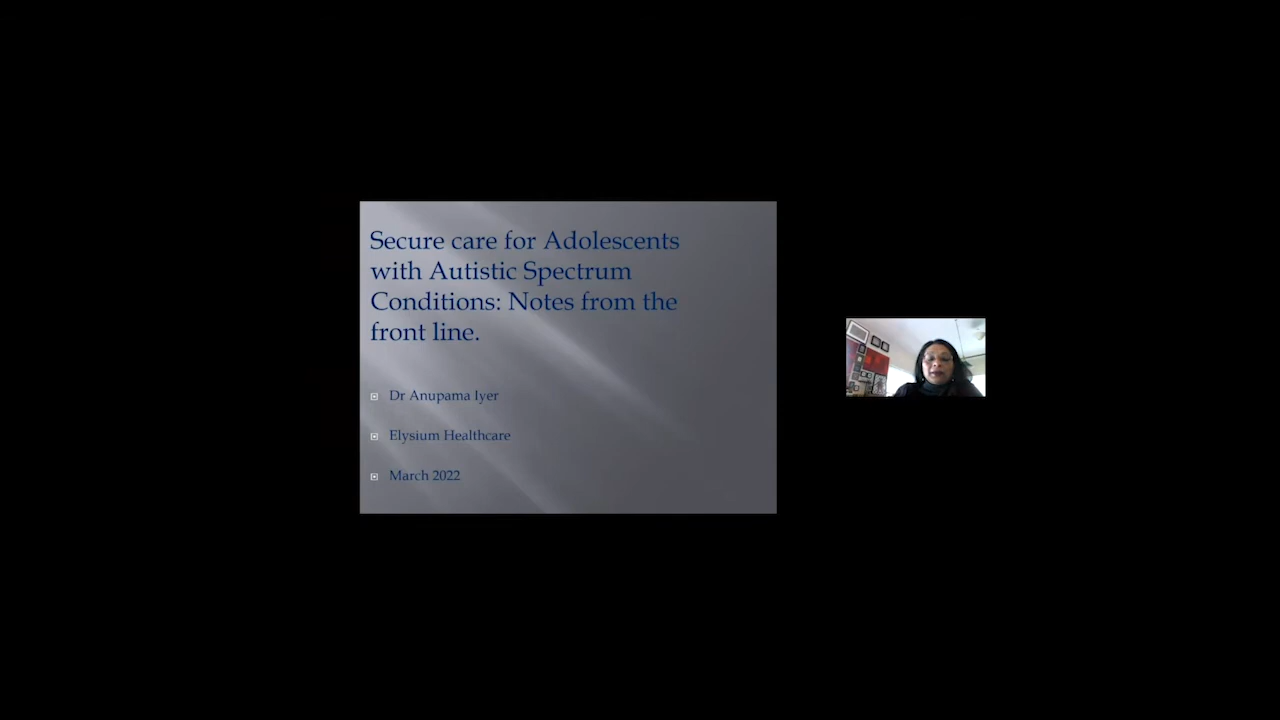 Secure care for Adolescents
with Autistic Spectrum
Conditions: Notes from the
front line.
Dr Anupama Iyer
Elysium Healthcare
March 2022